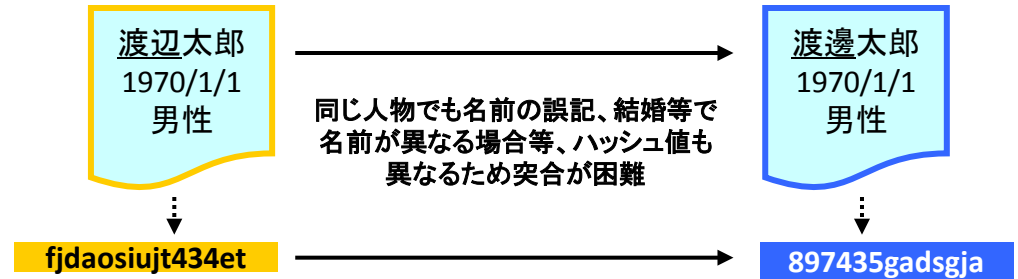 渡辺太郎
1970/1/1
男性
同じ人物でも名前の誤記、結婚等で
名前が異なる場合等、ハッシュ値も
異なるため突合が困難
渡邊太郎
1970/1/1
男性
fjdaosiujt434et
897435gadsgja